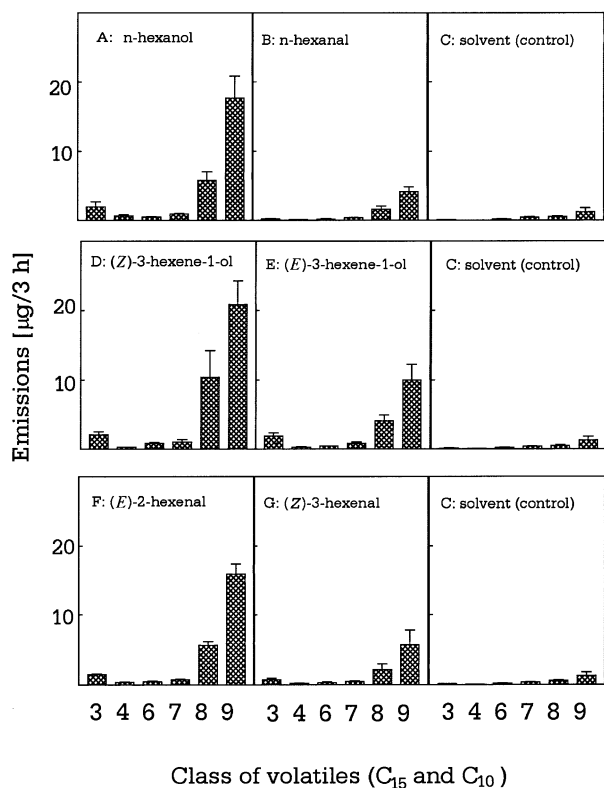 A: n-hexanol
B: n-hexanal
C: solvent (control)
20
10
D: (Z)-3-hexene-1-ol
E: (E)-3-hexene-1-ol
C: solvent (control)
20
10
Emissions [µg/3 h]
F: (E)-2-hexenal
G: (Z)-3-hexenal
C: solvent (control)
20
10
3 4 6 7 8 9 3 4 6 7 8 9 3 4 6 7 8 9
Class of volatiles (C15 and C10)